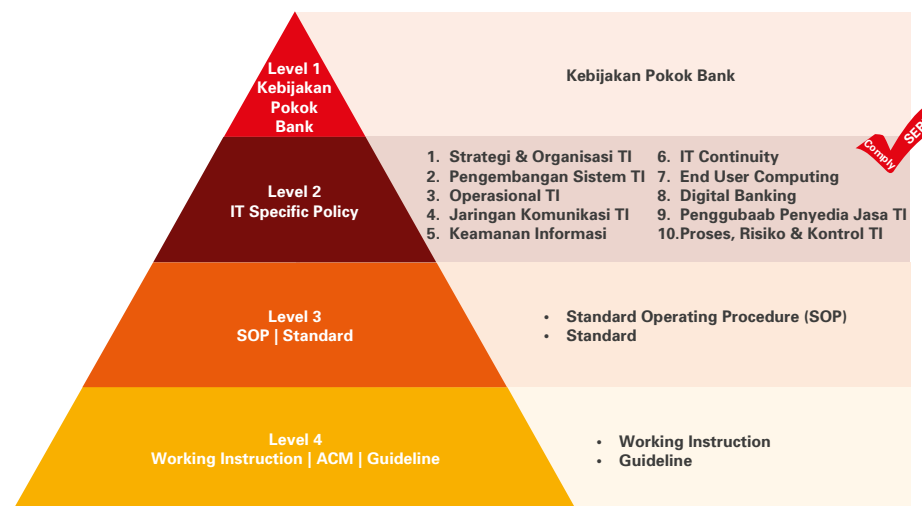 Level 1
Kebijakan
Pokok
Bank
Kebijakan Pokok Bank
Level 2
IT Specific Policy
1. Strategi & Organisasi TI
2. Pengembangan Sistem TI
3. Operasional TI
4. Jaringan Komunikasi TI
5. Keamanan Informasi
6. IT Continuity
7. End User Computing
8. Digital Banking
9. Penggubaab Penyedia Jasa TI
10.Proses, Risiko & Kontrol TI
Comply
Level 3
SOP | Standard
• Standard Operating Procedure (SOP)
• Standard
Level 4
Working Instruction | ACM | Guideline
• Working Instruction
• Guideline